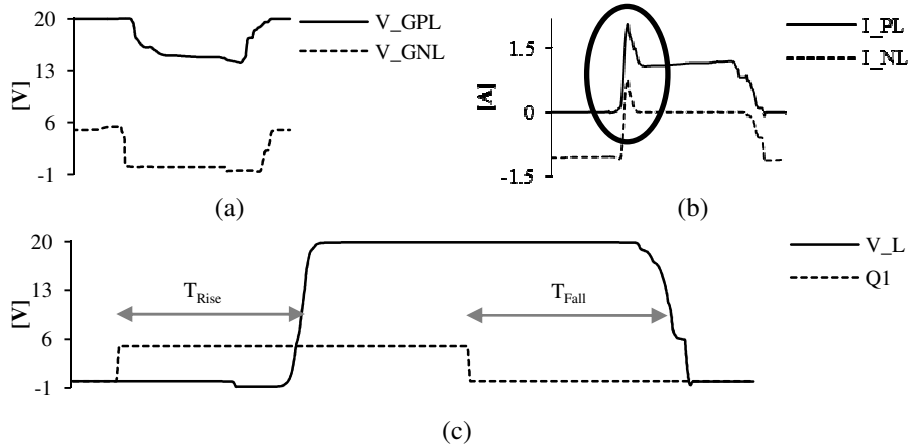 20
13
6
-1
[V]
V_GPL
V_GNL
(a)
1.5
0
-1.5
[A]
I_PL
I_NL
(b)
20
13
6
-1
[V]
T_Rise
T_Fall
V_L
Q1
(c)